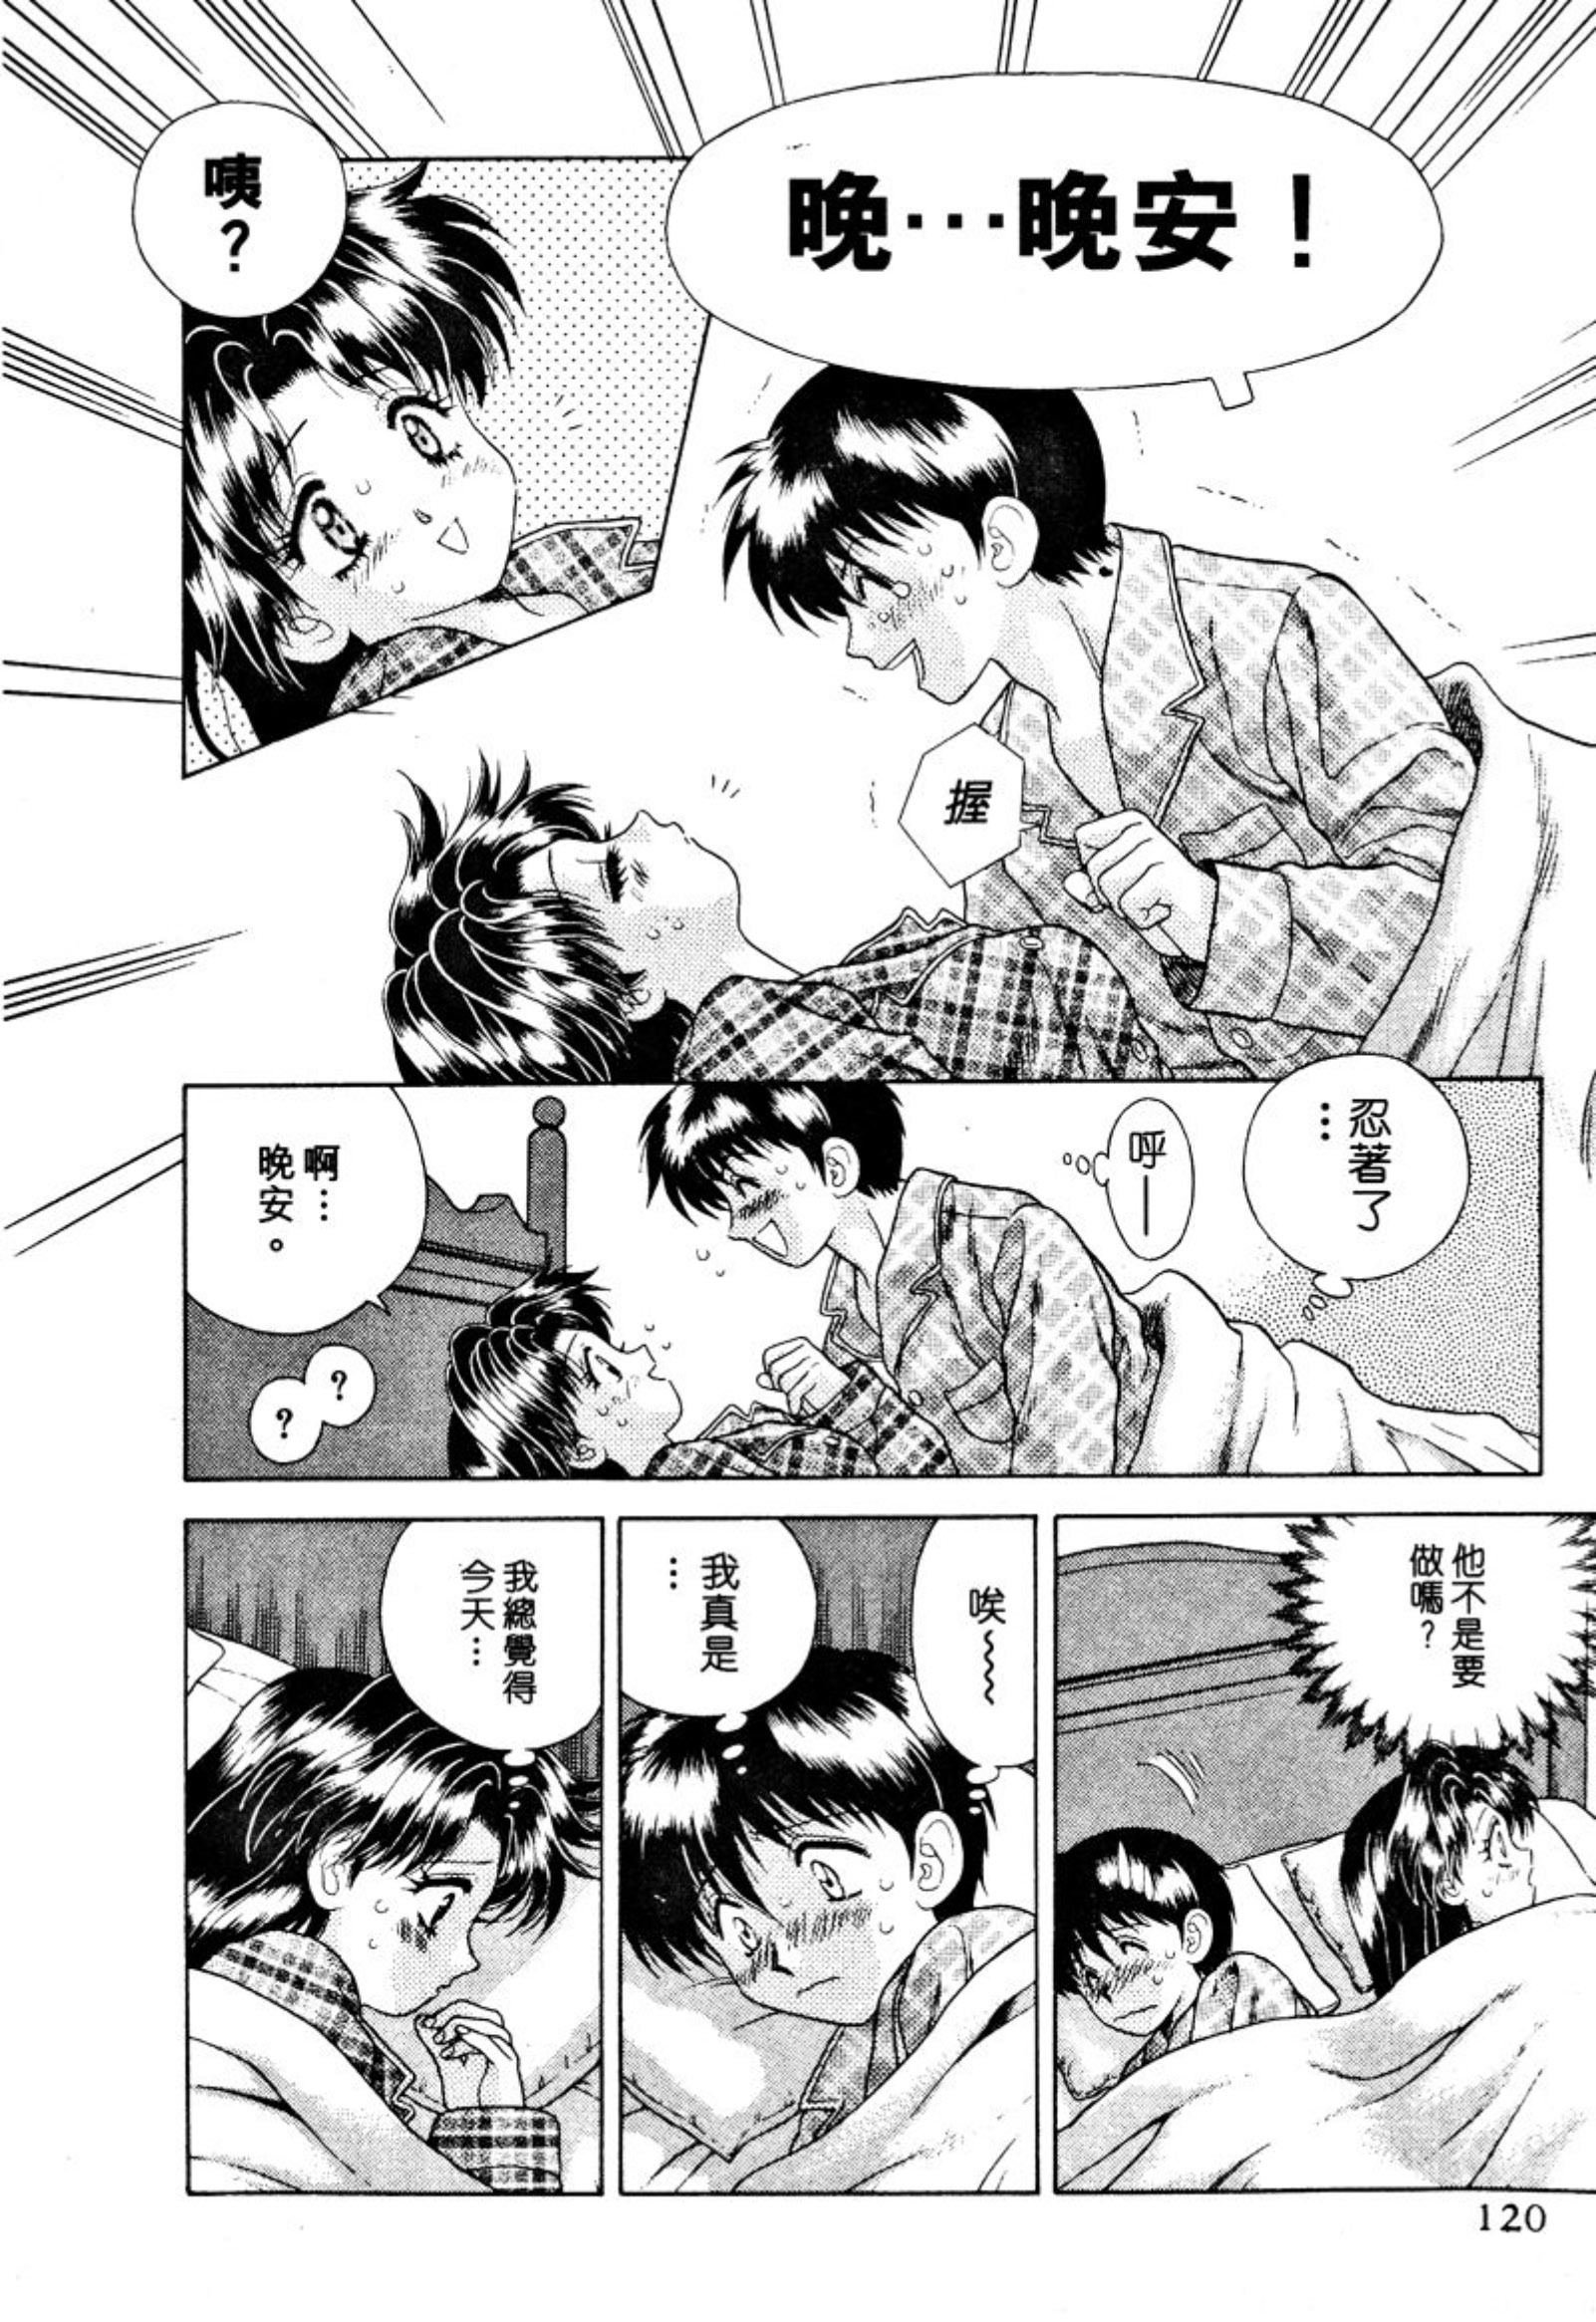 晚…晚安！
咦？
握
忍著了
…
呼—
啊…
晚安。
？
？
他不是要
做嗎？
唉～～
我真是
…
我總覺得
今天…
120